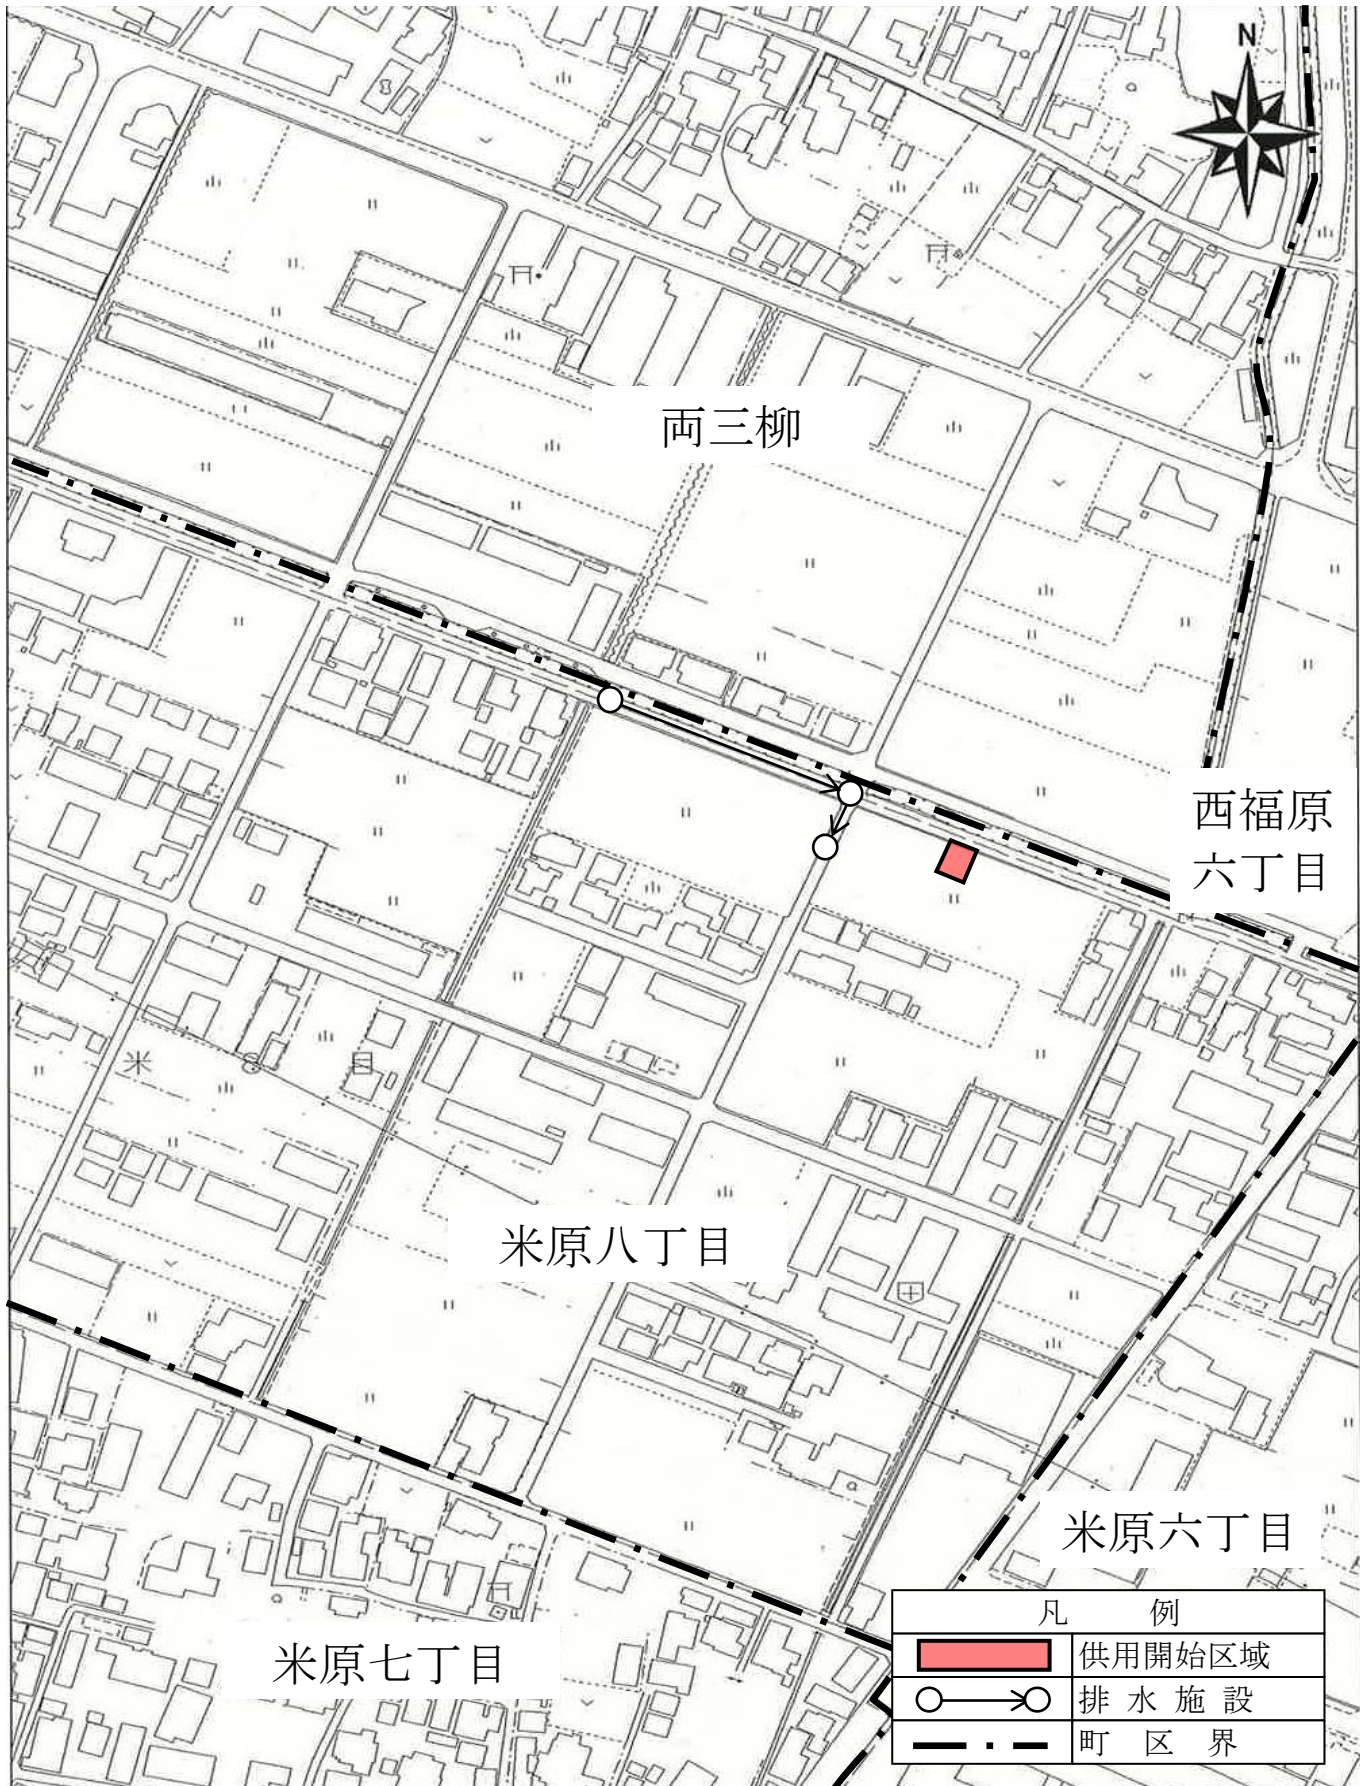 N
両三柳
西福原
六丁目
米 目
米原八丁目
米原六丁目
米原七丁目
凡 例
供用開始区域
排 水 施 設
町 区 界